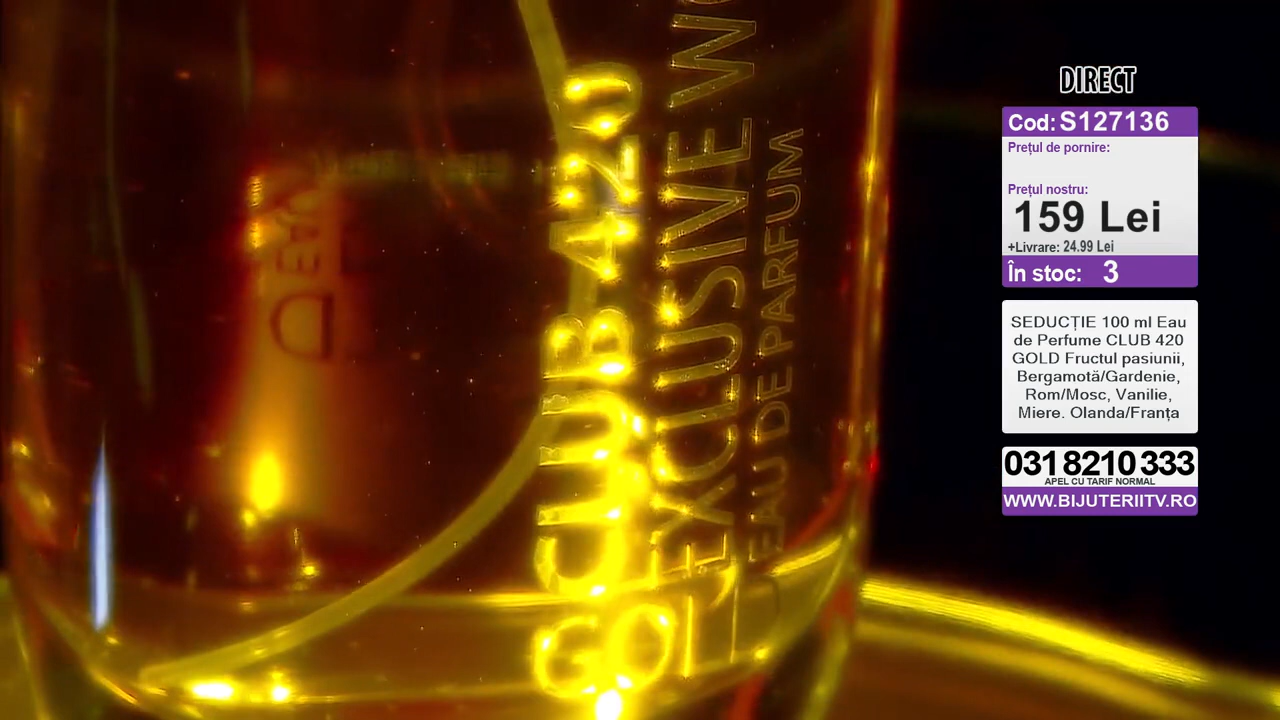 CLUB 420
GOL
EXCLUSIVE WO
EAU DE PARFUM
DIRECT
Cod: S127136
Prețul de pornire:
Prețul nostru:
159 Lei
+Livrare: 24.99 Lei
În stoc: 3
SEDUCȚIE 100 ml Eau
de Perfume CLUB 420
GOLD Fructul pasiunii,
Bergamotă/Gardenie,
Rom/Mosc, Vanilie,
Miere. Olanda/Franța
031 8210 333
APEL CU TARIF NORMAL
WWW.BIJUTERIITV.RO